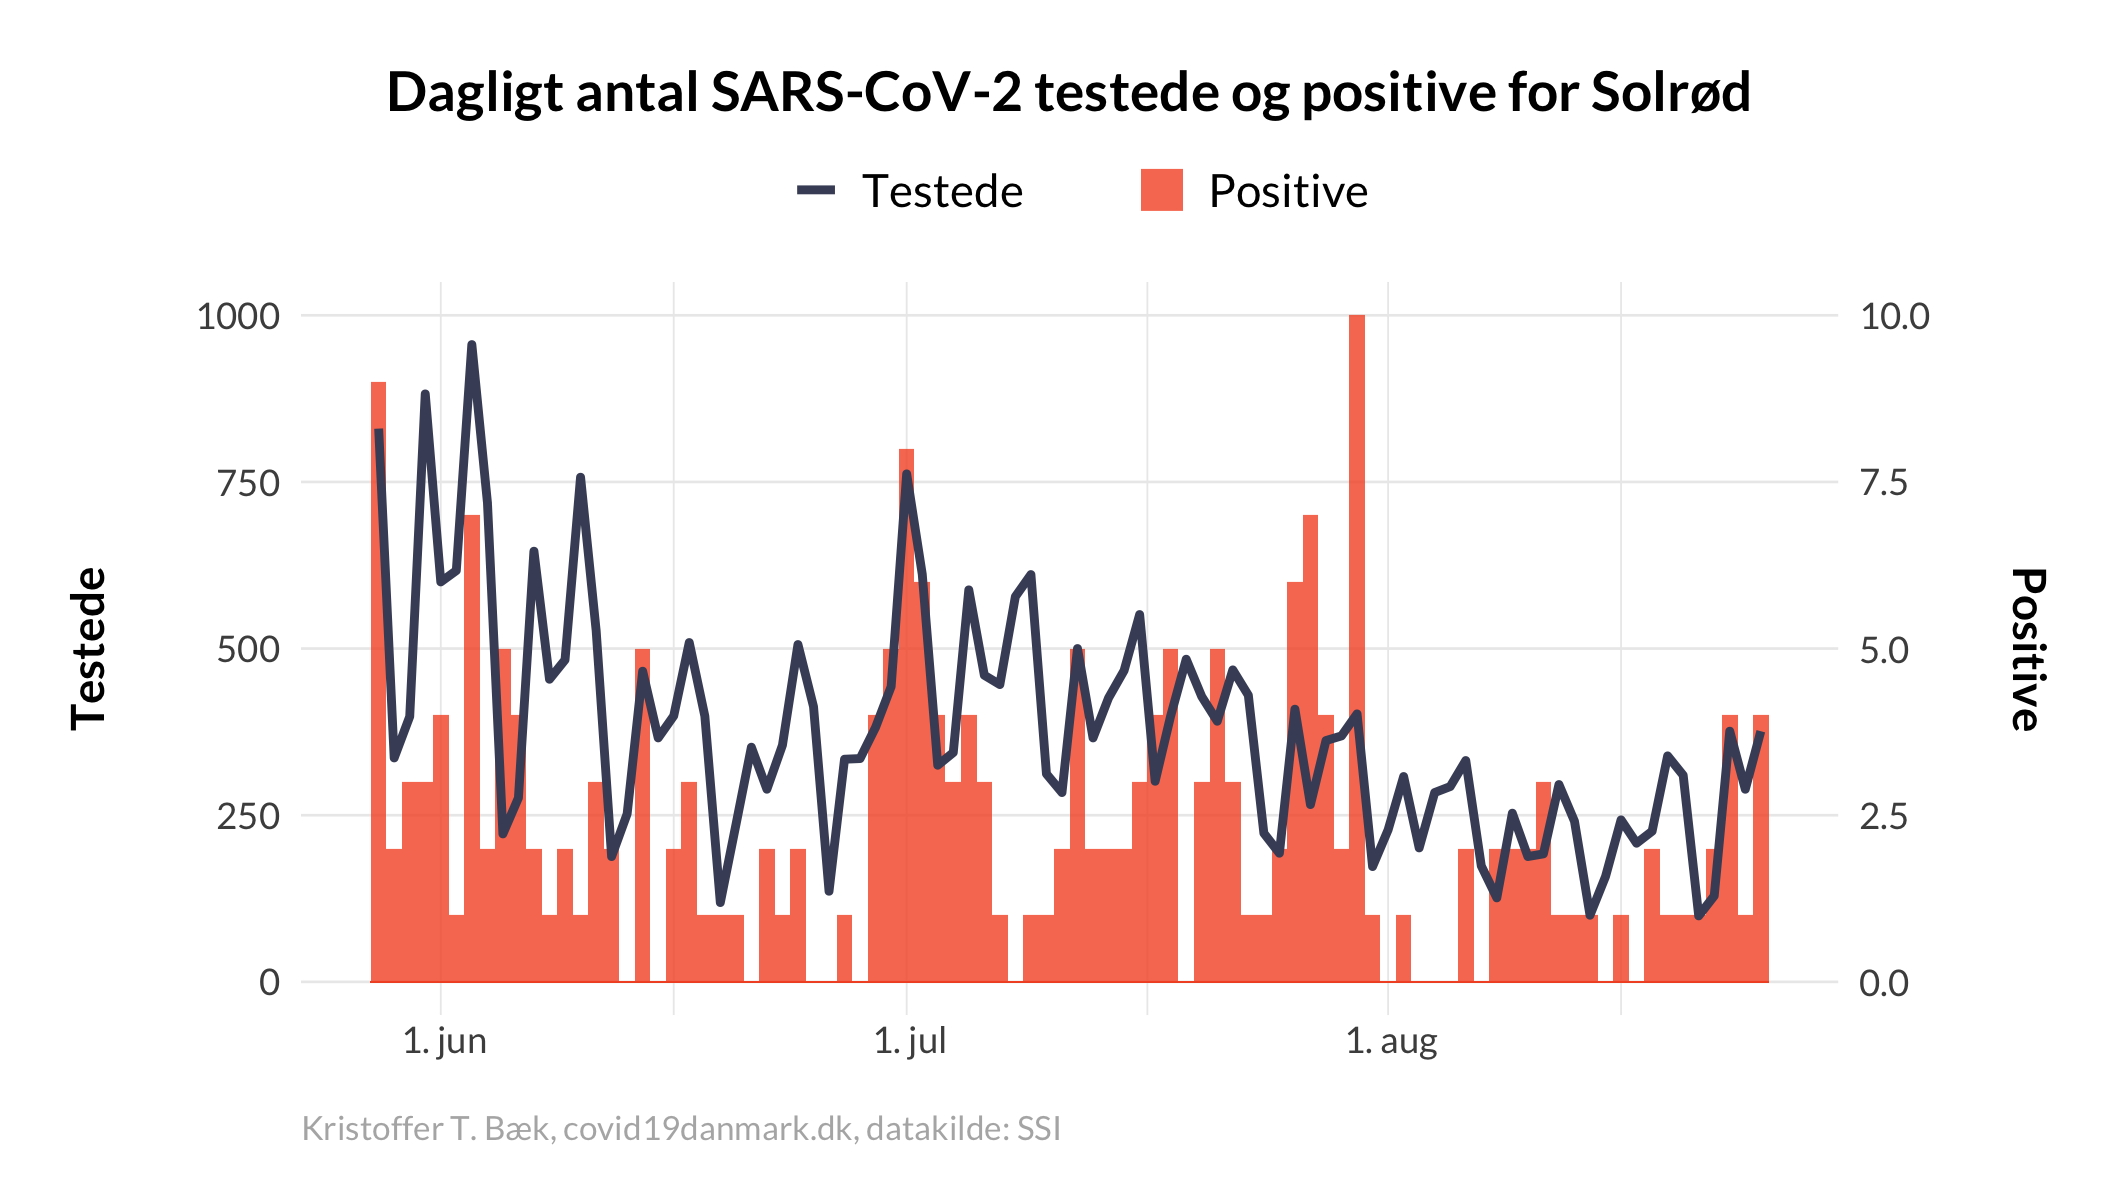 Dagligt antal SARS-CoV-2 testede og positive for Solrød
Testede
Positive
1000
750
500
250
0
10.0
7.5
5.0
2.5
0.0
Testede
Positive
1. jun
1. jul
1. aug
Kristoffer T. Bæk, covid19danmark.dk, datakilde: SSI